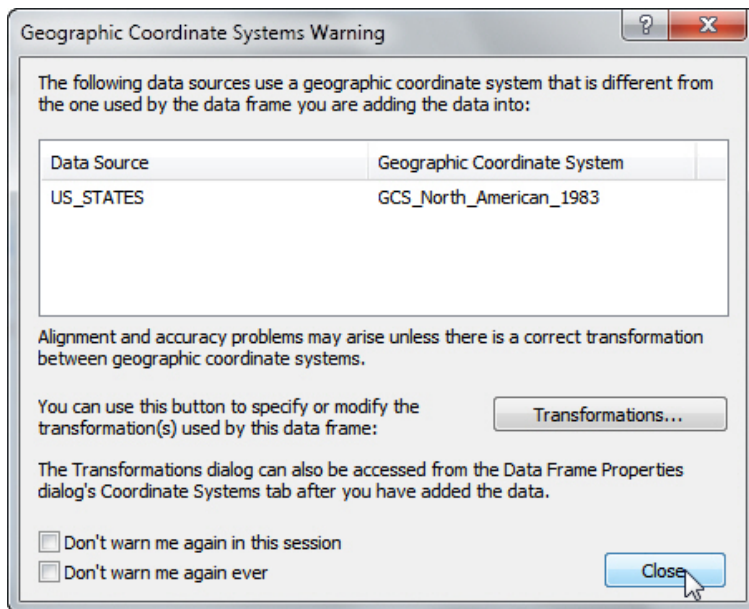 Geographic Coordinate Systems Warning
The following data sources use a geographic coordinate system that is different from
the one used by the data frame you are adding the data into:
Data Source Geographic Coordinate System
US_STATES GCS_North_American_1983
Alignment and accuracy problems may arise unless there is a correct transformation
between geographic coordinate systems.
You can use this button to specify or modify the
transformation(s) used by this data frame:
Transformations...
The Transformations dialog can also be accessed from the Data Frame Properties
dialog's Coordinate Systems tab after you have added the data.
Don't warn me again in this session
Don't warn me again ever
Close